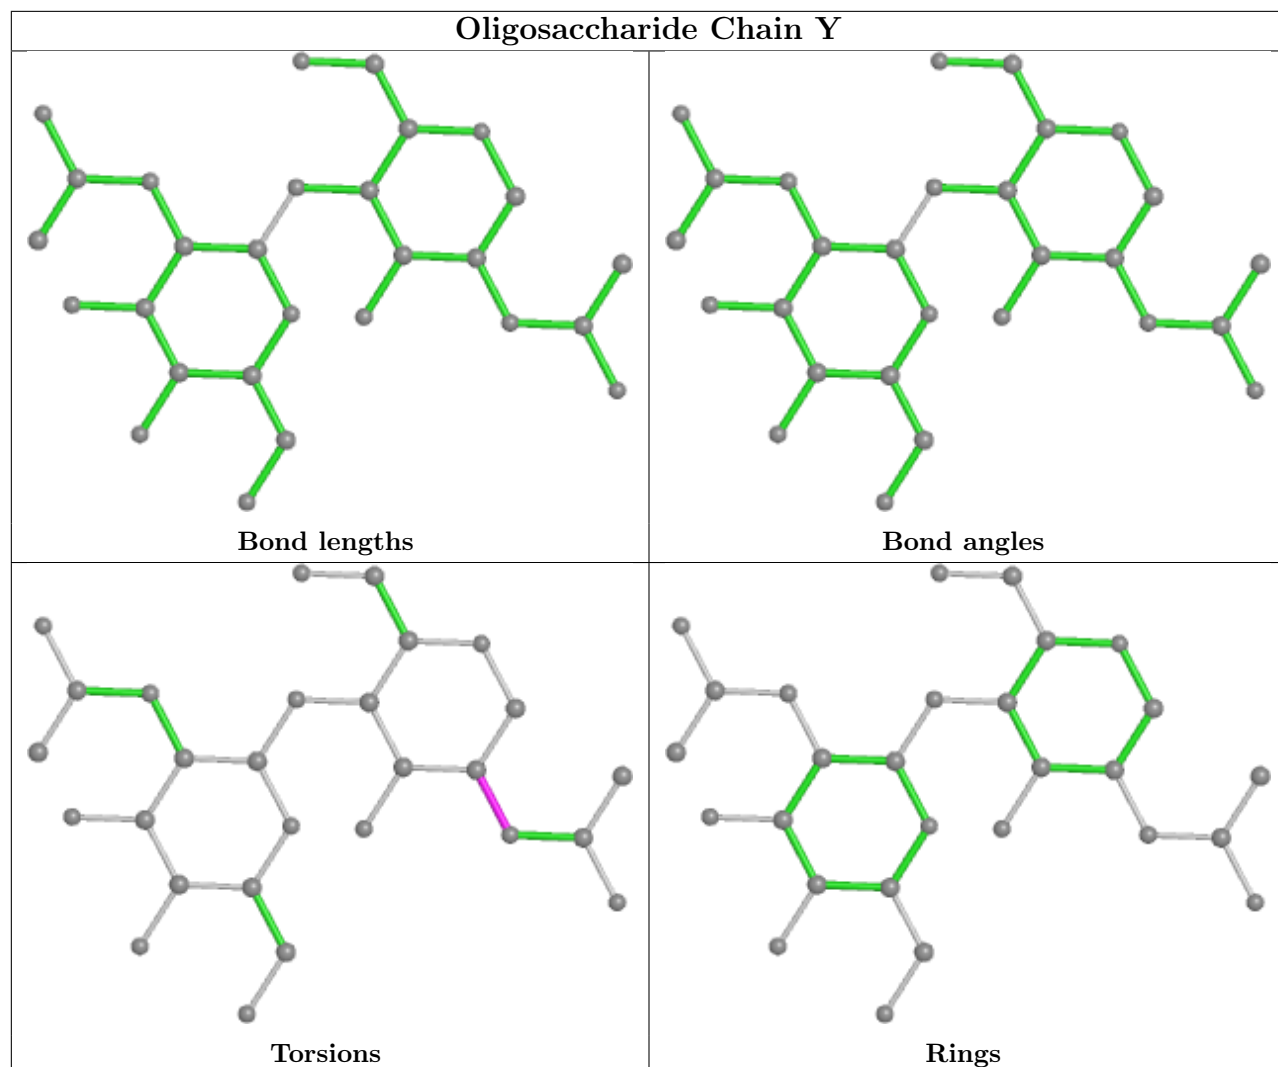 Oligosaccharide Chain Y
Bond lengths
Bond angles
Torsions
Rings